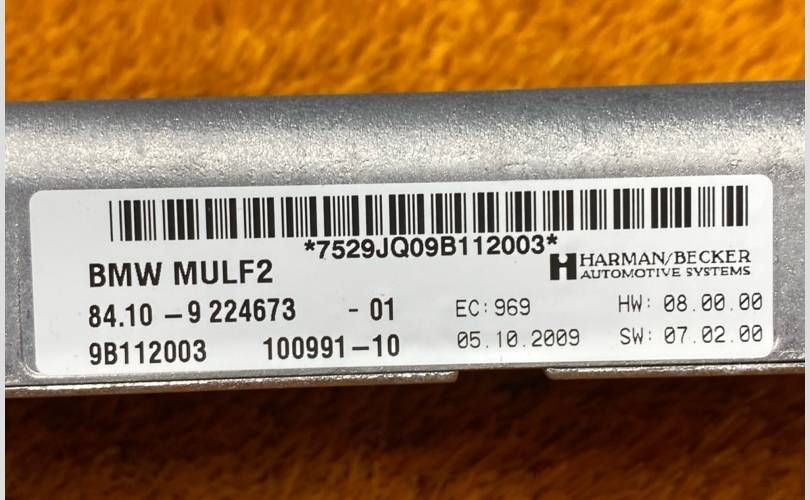 *7529JQ09B112003*
BMW MULF2
HARMAN/BECKER
AUTOMOTIVE SYSTEMS
84.10 – 9 224673 - 01 EC: 969 HW: 08.00.00
9B112003 100991–10 05.10.2009 SW: 07.02.00